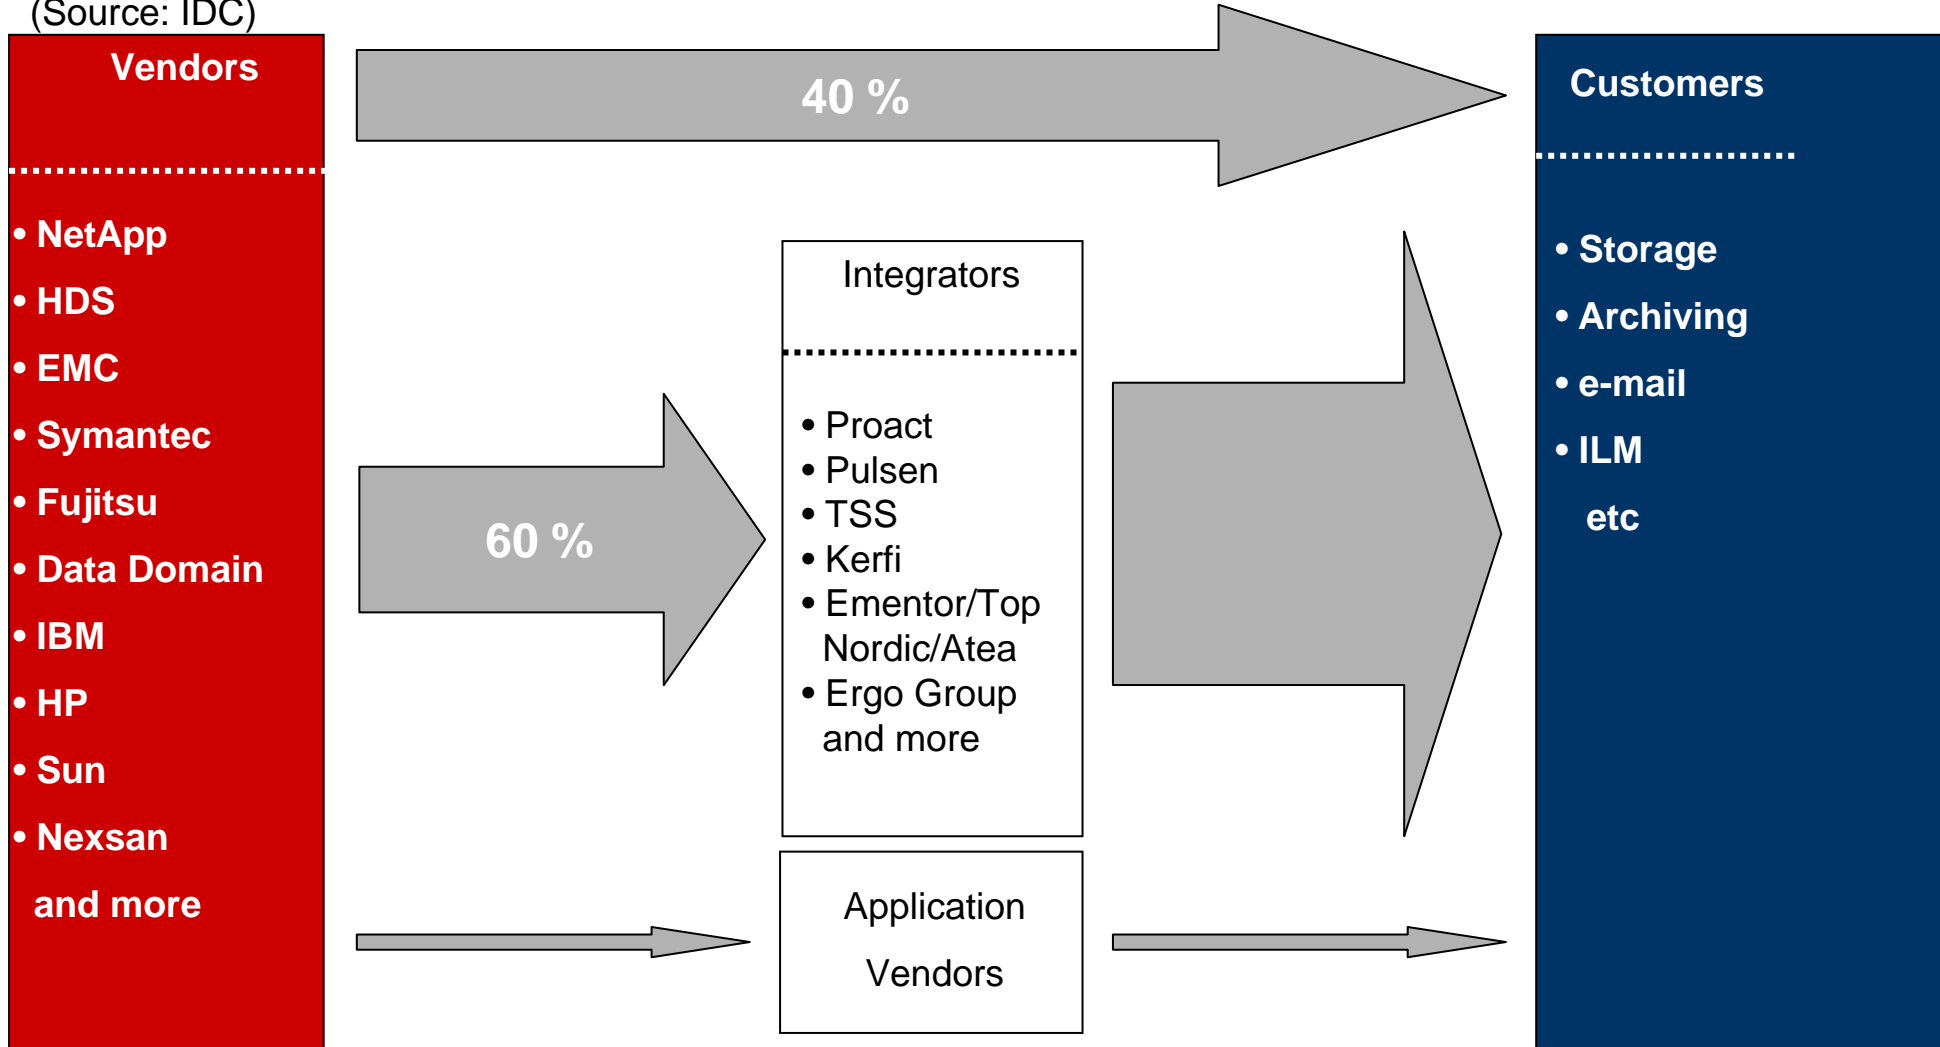 (Source: IDC)
Vendors
• NetApp
• HDS
• EMC
• Symantec
• Fujitsu
• Data Domain
• IBM
• HP
• Sun
• Nexsan
and more
40 %
60 %
Integrators
• Proact
• Pulsen
• TSS
• Kerfi
• Ementor/Top
Nordic/Atea
• Ergo Group
and more
Application
Vendors
Customers
• Storage
• Archiving
• e-mail
• ILM
etc